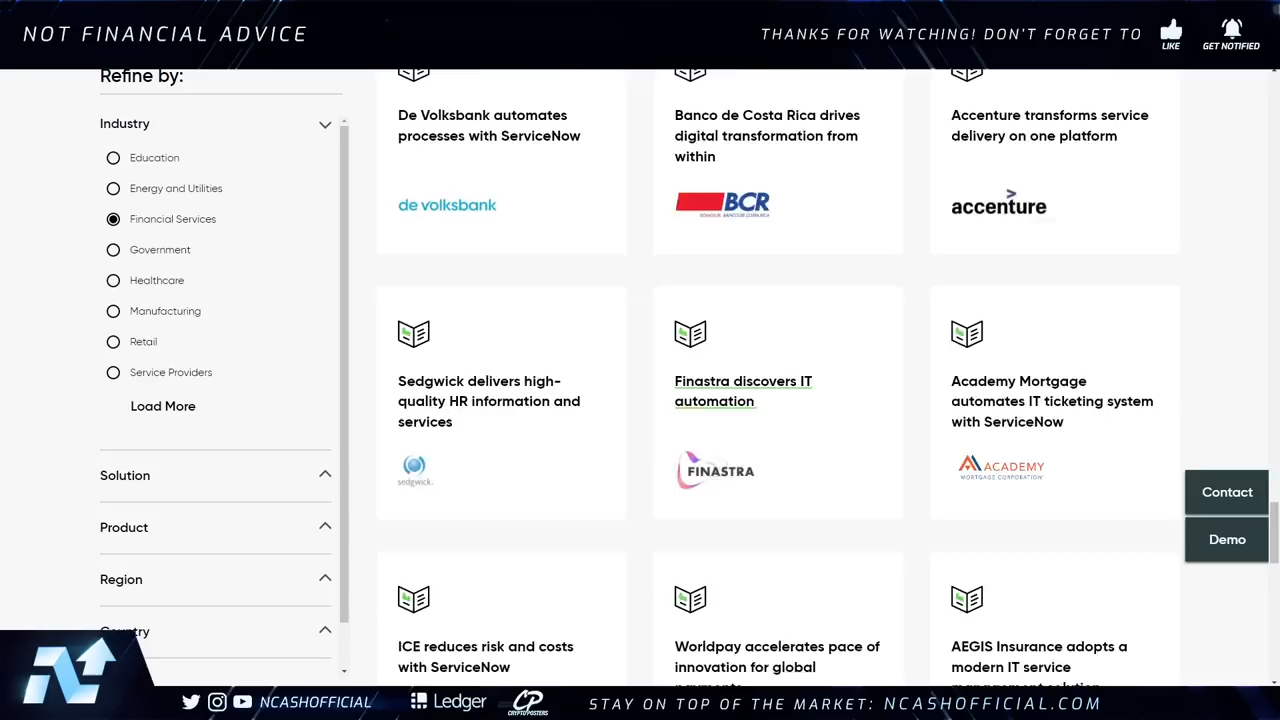 NOT FINANCIAL ADVICE
THANKS FOR WATCHING! DON'T FORGET TO
LIKE
GET NOTIFIED
Refine by:
Industry
Education
Energy and Utilities
Financial Services
Government
Healthcare
Manufacturing
Retail
Service Providers
Load More
Solution
Product
Region
Country
De Volksbank automates
processes with ServiceNow
de volksbank
Banco de Costa Rica drives
digital transformation from
within
BCR
Accenture transforms service
delivery on one platform
accenture
Sedgwick delivers high-
quality HR information and
services
sedgwick.
Finastra discovers IT
automation
FINASTRA
Academy Mortgage
automates IT ticketing system
with ServiceNow
ACADEMY
MORTGAGE CORPORATION
ICE reduces risk and costs
with ServiceNow
Worldpay accelerates pace of
innovation for global
payments
AEGIS Insurance adopts a
modern IT service
management solution
Contact
Demo
NCASHOFFICIAL
Ledger
CRYPTOPOSTERS
STAY ON TOP OF THE MARKET: NCASHOFFICIAL.COM